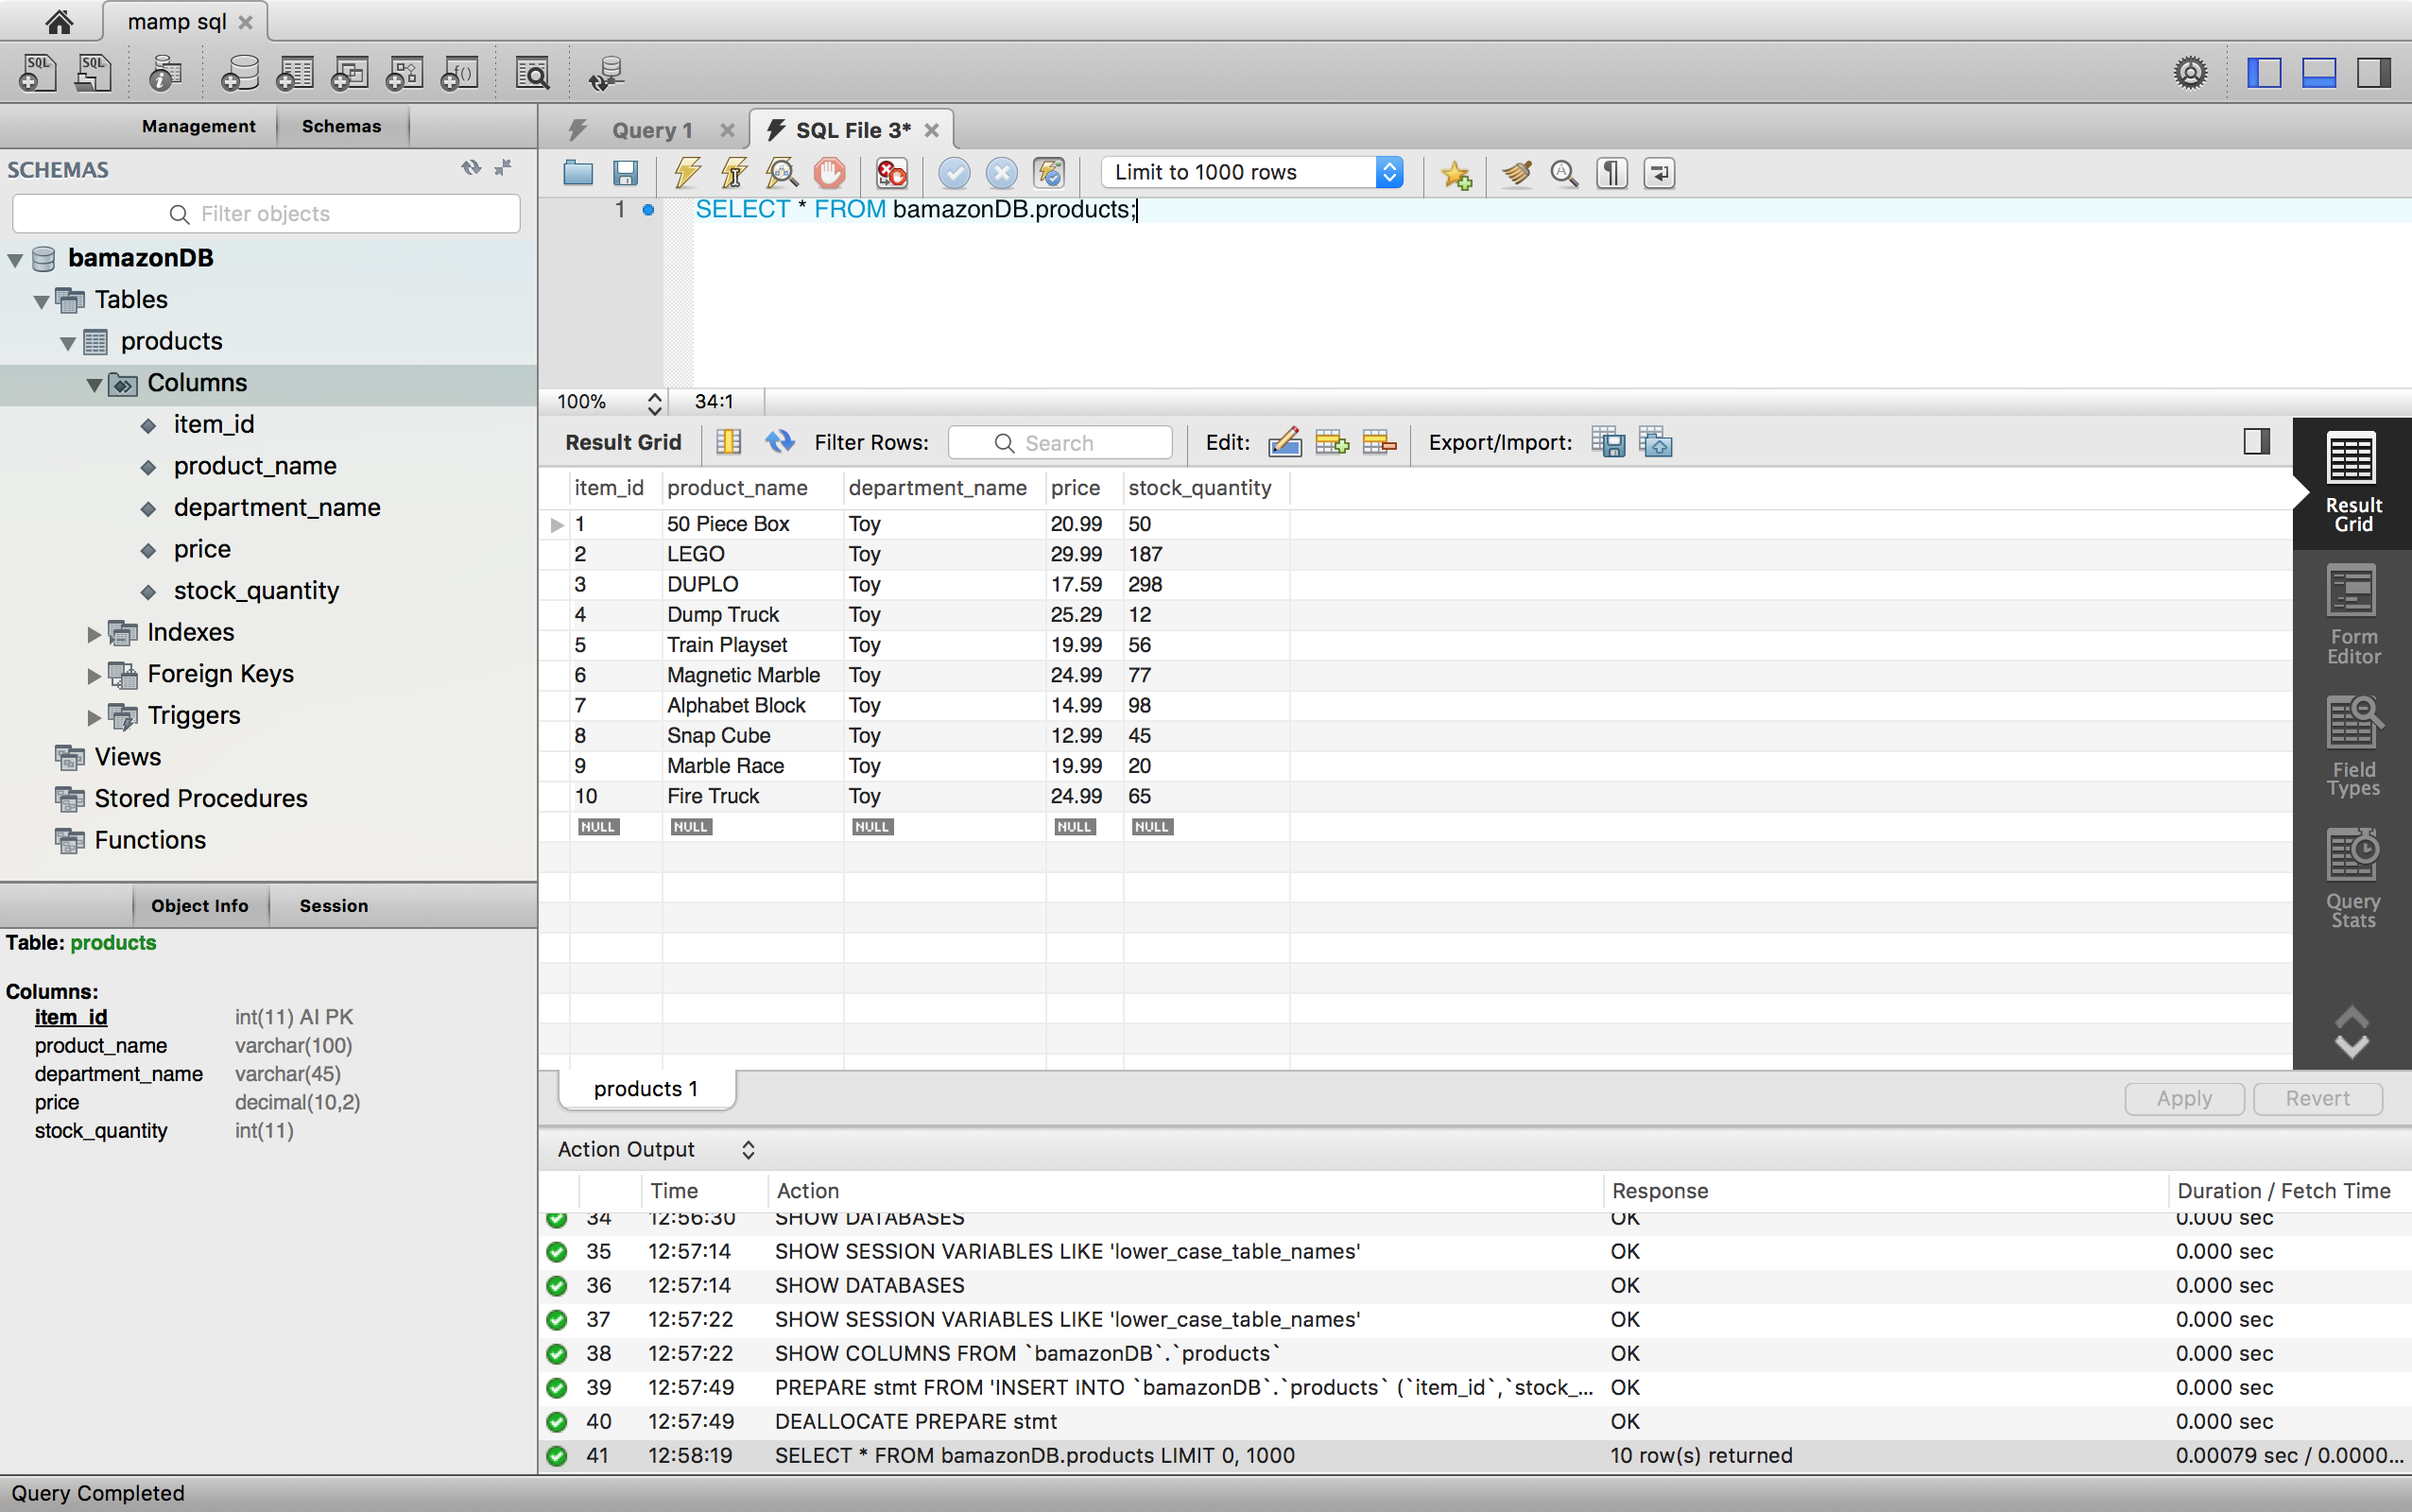 mamp sql
Management Schemas
SCHEMAS
Filter objects
bamazonDB
Tables
products
Columns
item_id
product_name
department_name
price
stock_quantity
Indexes
Foreign Keys
Triggers
Views
Stored Procedures
Functions
Object Info Session
Table: products
Columns:
item_id int(11) AI PK
product_name varchar(100)
department_name varchar(45)
price decimal(10,2)
stock_quantity int(11)
Query 1 SQL File 3*
Limit to 1000 rows
1 SELECT * FROM bamazonDB.products;
100% 34:1
Result Grid Filter Rows: Search Edit: Export/Import:
item_id product_name department_name price stock_quantity
1 50 Piece Box Toy 20.99 50
2 LEGO Toy 29.99 187
3 DUPLO Toy 17.59 298
4 Dump Truck Toy 25.29 12
5 Train Playset Toy 19.99 56
6 Magnetic Marble Toy 24.99 77
7 Alphabet Block Toy 14.99 98
8 Snap Cube Toy 12.99 45
9 Marble Race Toy 19.99 20
10 Fire Truck Toy 24.99 65
NULL NULL NULL NULL NULL
Result
Grid
Form
Editor
Field
Types
Query
Stats
products 1
Apply Revert
Action Output
Time Action Response Duration / Fetch Time
34 12:56:30 SHOW DATABASES OK 0.000 sec
35 12:57:14 SHOW SESSION VARIABLES LIKE 'lower_case_table_names' OK 0.000 sec
36 12:57:14 SHOW DATABASES OK 0.000 sec
37 12:57:22 SHOW SESSION VARIABLES LIKE 'lower_case_table_names' OK 0.000 sec
38 12:57:22 SHOW COLUMNS FROM `bamazonDB`.`products` OK 0.000 sec
39 12:57:49 PREPARE stmt FROM 'INSERT INTO `bamazonDB`.`products` (`item_id`,`stock_... OK 0.000 sec
40 12:57:49 DEALLOCATE PREPARE stmt OK 0.000 sec
41 12:58:19 SELECT * FROM bamazonDB.products LIMIT 0, 1000 10 row(s) returned 0.00079 sec / 0.0000...
Query Completed